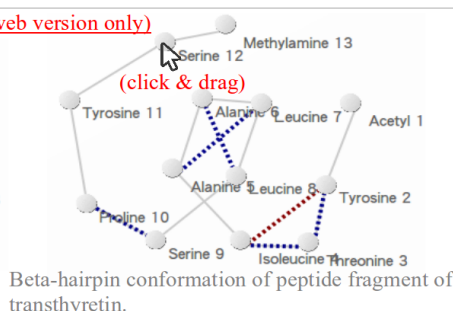 web version only)
Methylamine 13
Serine 12
(click & drag)
Tyrosine 11
Alanine 6
Leucine 7
Acetyl 1
Alanine 5
Leucine 8
Tyrosine 2
Proline 10
Serine 9
Isoleucine 4
Threonine 3
Beta-hairpin conformation of peptide fragment of
transthyretin.